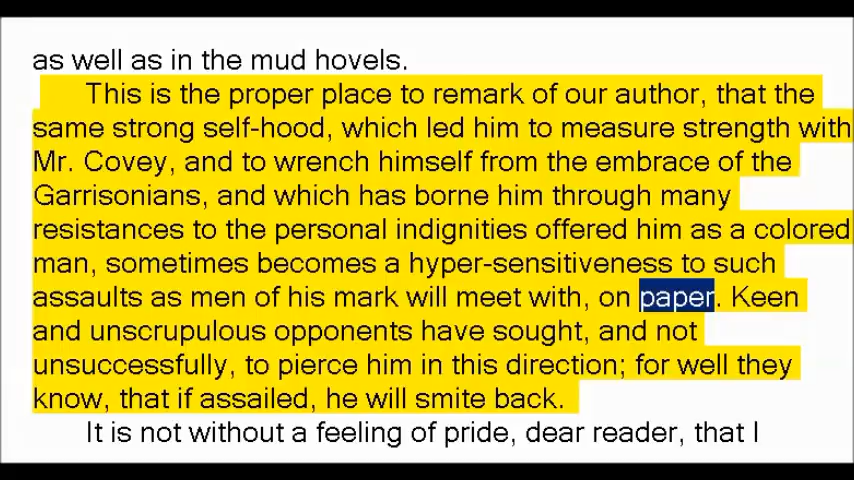 as well as in the mud hovels.
This is the proper place to remark of our author, that the
same strong self-hood, which led him to measure strength with
Mr. Covey, and to wrench himself from the embrace of the
Garrisonians, and which has borne him through many
resistances to the personal indignities offered him as a colored
man, sometimes becomes a hyper-sensitiveness to such
assaults as men of his mark will meet with, on paper. Keen
and unscrupulous opponents have sought, and not
unsuccessfully, to pierce him in this direction; for well they
know, that if assailed, he will smite back.
It is not without a feeling of pride, dear reader, that I